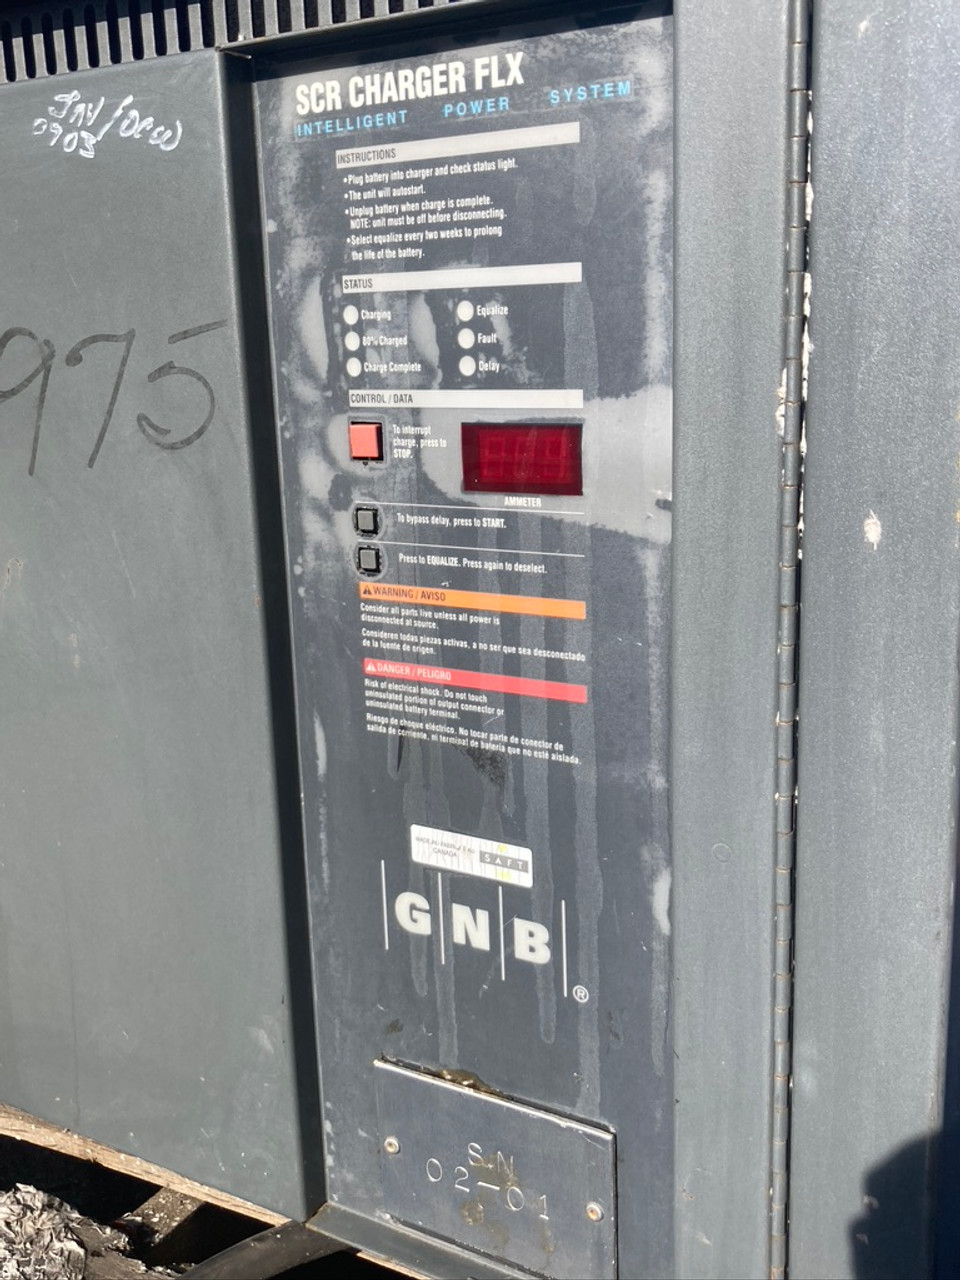 SCR CHARGER FLX
INTELLIGENT POWER SYSTEM
0903
975
INSTRUCTIONS
• Plug battery into charger and check status light.
• The unit will autostart.
• Unplug battery when charge is complete.
NOTE: unit must be off before disconnecting.
• Select equalize every two weeks to prolong
the life of the battery.
STATUS
Charging
Equalize
80% Charged
Fault
Charge Complete
Delay
CONTROL / DATA
To interrupt
charge, press to
STOP.
AMMETER
To bypass delay, press to START.
Press to EQUALIZE. Press again to deselect.
WARNING / AVISO
Consider all parts live unless all power is
disconnected at source.
Consideren todas piezas activas, a no ser que sea desconectado
de la fuente de origen.
DANGER / PELIGRO
Risk of electrical shock. Do not touch
uninsulated portion of output connector or
uninsulated battery terminal.
Riesgo de choque eléctrico. No tocar parte de conector de
salida de corriente, ni terminal de batería que no esté aislada.
CANADA
SAFT
GNB
®
S N
02-01